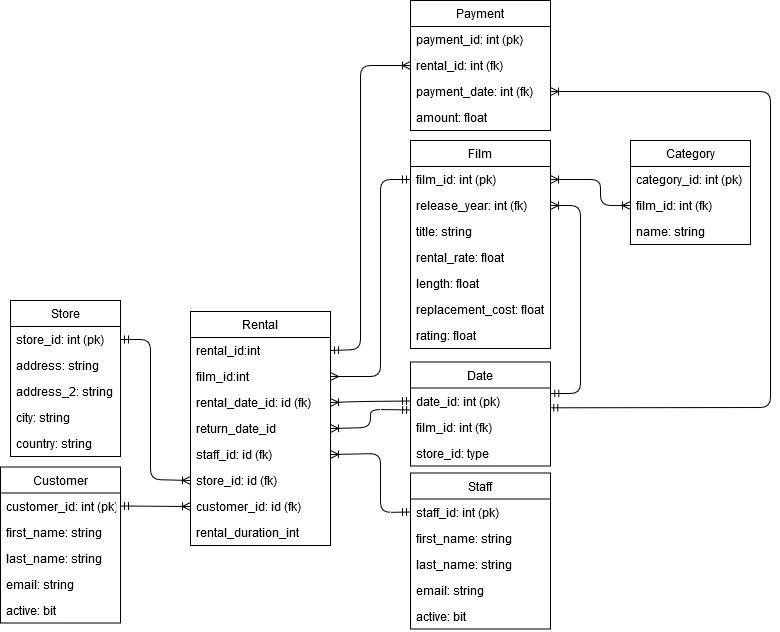 Payment
payment_id: int (pk)
rental_id: int (fk)
payment_date: int (fk)
amount: float
Film
film_id: int (pk)
release_year: int (fk)
title: string
rental_rate: float
length: float
replacement_cost: float
rating: float
Category
category_id: int (pk)
film_id: int (fk)
name: string
Store
store_id: int (pk)
address: string
address_2: string
city: string
country: string
Rental
rental_id:int
film_id:int
rental_date_id: id (fk)
return_date_id
staff_id: id (fk)
store_id: id (fk)
customer_id: id (fk)
rental_duration_int
Date
date_id: int (pk)
film_id: int (fk)
store_id: type
Customer
customer_id: int (pk)
first_name: string
last_name: string
email: string
active: bit
Staff
staff_id: int (pk)
first_name: string
last_name: string
email: string
active: bit